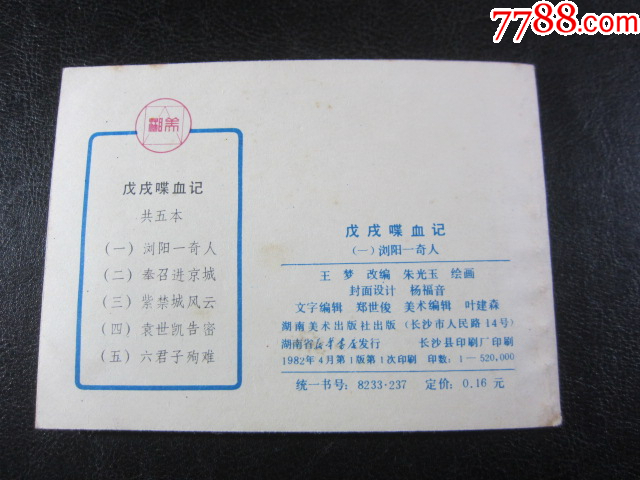 7788.com
湘美
戊戌喋血记
共五本
(一) 浏阳一奇人
(二) 奉召进京城
(三) 紫禁城风云
(四) 袁世凯告密
(五) 六君子殉难
戊戌喋血记
(一) 浏阳一奇人
王 梦 改编 朱光玉 绘画
封面设计 杨福音
文字编辑 郑世俊 美术编辑 叶建森
湖南美术出版社出版 (长沙市人民路14号)
湖南省新华书店发行 长沙县印刷厂印刷
1982年4月第1版第1次印刷 印数: 1—520,000
统一书号: 8233·237 定价: 0.16 元